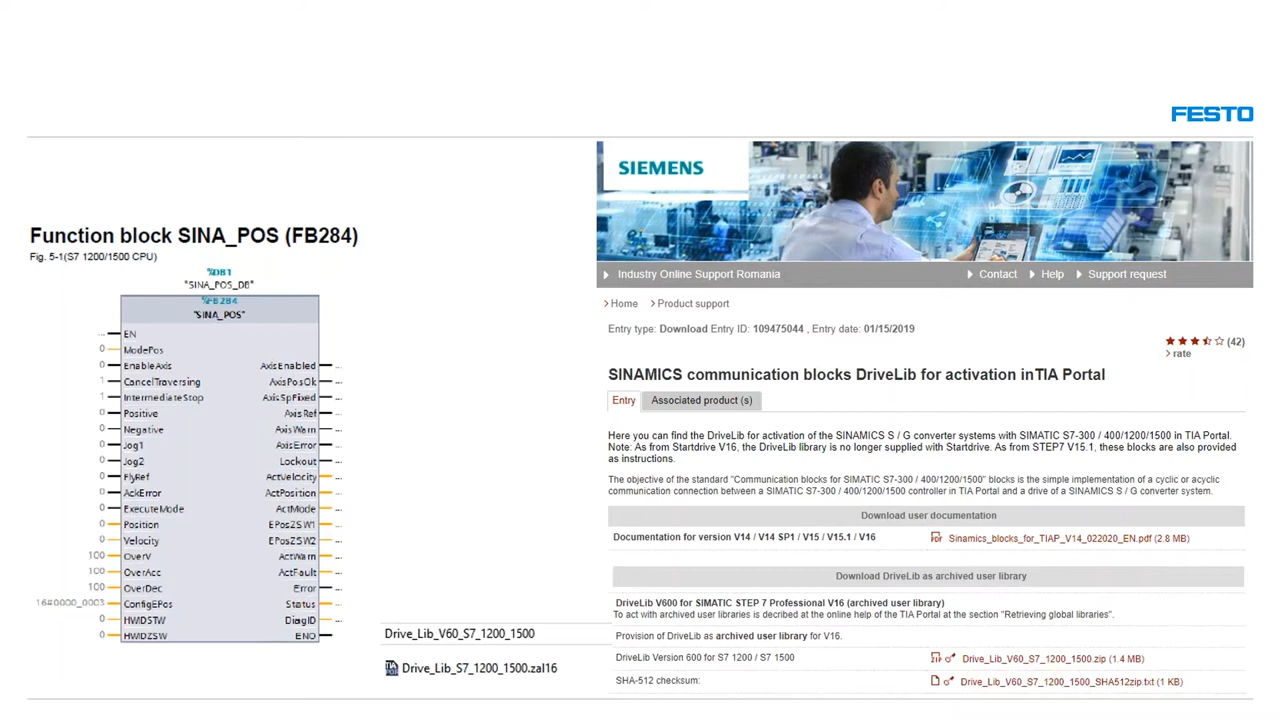 FESTO
Function block SINA_POS (FB284)
Fig. 5-1(S7 1200/1500 CPU)
%DB1
"SINA_POS_DB"
%FB284
"SINA_POS"
... EN
0 ModePos
0 EnableAxis AxisEnabled ...
1 CancelTraversing AxisPosOk ...
1 IntermediateStop AxisSpFixed ...
0 Positive AxisRef ...
0 Negative AxisWarn ...
0 Jog1 AxisError ...
0 Jog2 Lockout ...
0 FlyRef ActVelocity ...
0 AckError ActPosition ...
0 ExecuteMode ActMode ...
0 Position EPosZSW1 ...
0 Velocity EPosZSW2 ...
100 OverV ActWarn ...
100 OverAcc ActFault ...
100 OverDec Error ...
16#0000_0003 ConfigEPos Status ...
0 HWIDSTW DiagID ...
0 HWIDZSW ENO
Drive_Lib_V60_S7_1200_1500
Drive_Lib_S7_1200_1500.zal16
SIEMENS
Industry Online Support Romania Contact Help Support request
Home Product support
Entry type: Download Entry ID: 109475044 , Entry date: 01/15/2019
(42)
rate
SINAMICS communication blocks DriveLib for activation in TIA Portal
Entry Associated product (s)
Here you can find the DriveLib for activation of the SINAMICS S / G converter systems with SIMATIC S7-300 / 400/1200/1500 in TIA Portal.
Note: As from Startdrive V16, the DriveLib library is no longer supplied with Startdrive. As from STEP7 V15.1, these blocks are also provided
as instructions.
The objective of the standard "Communication blocks for SIMATIC S7-300 / 400/1200/1500" blocks is the simple implementation of a cyclic or acyclic
communication connection between a SIMATIC S7-300 / 400/1200/1500 controller in TIA Portal and a drive of a SINAMICS S / G converter system.
Download user documentation
Documentation for version V14 / V14 SP1 / V15 / V15.1 / V16 Sinamics_blocks_for_TIAP_V14_022020_EN.pdf (2.8 MB)
Download DriveLib as archived user library
DriveLib V600 for SIMATIC STEP 7 Professional V16 (archived user library)
To act with archived user libraries is decribed at the online help of the TIA Portal at the section "Retrieving global libraries".
Provision of DriveLib as archived user library for V16.
DriveLib Version 600 for S7 1200 / S7 1500 Drive_Lib_V60_S7_1200_1500.zip (1.4 MB)
SHA-512 checksum: Drive_Lib_V60_S7_1200_1500_SHA512zip.txt (1 KB)